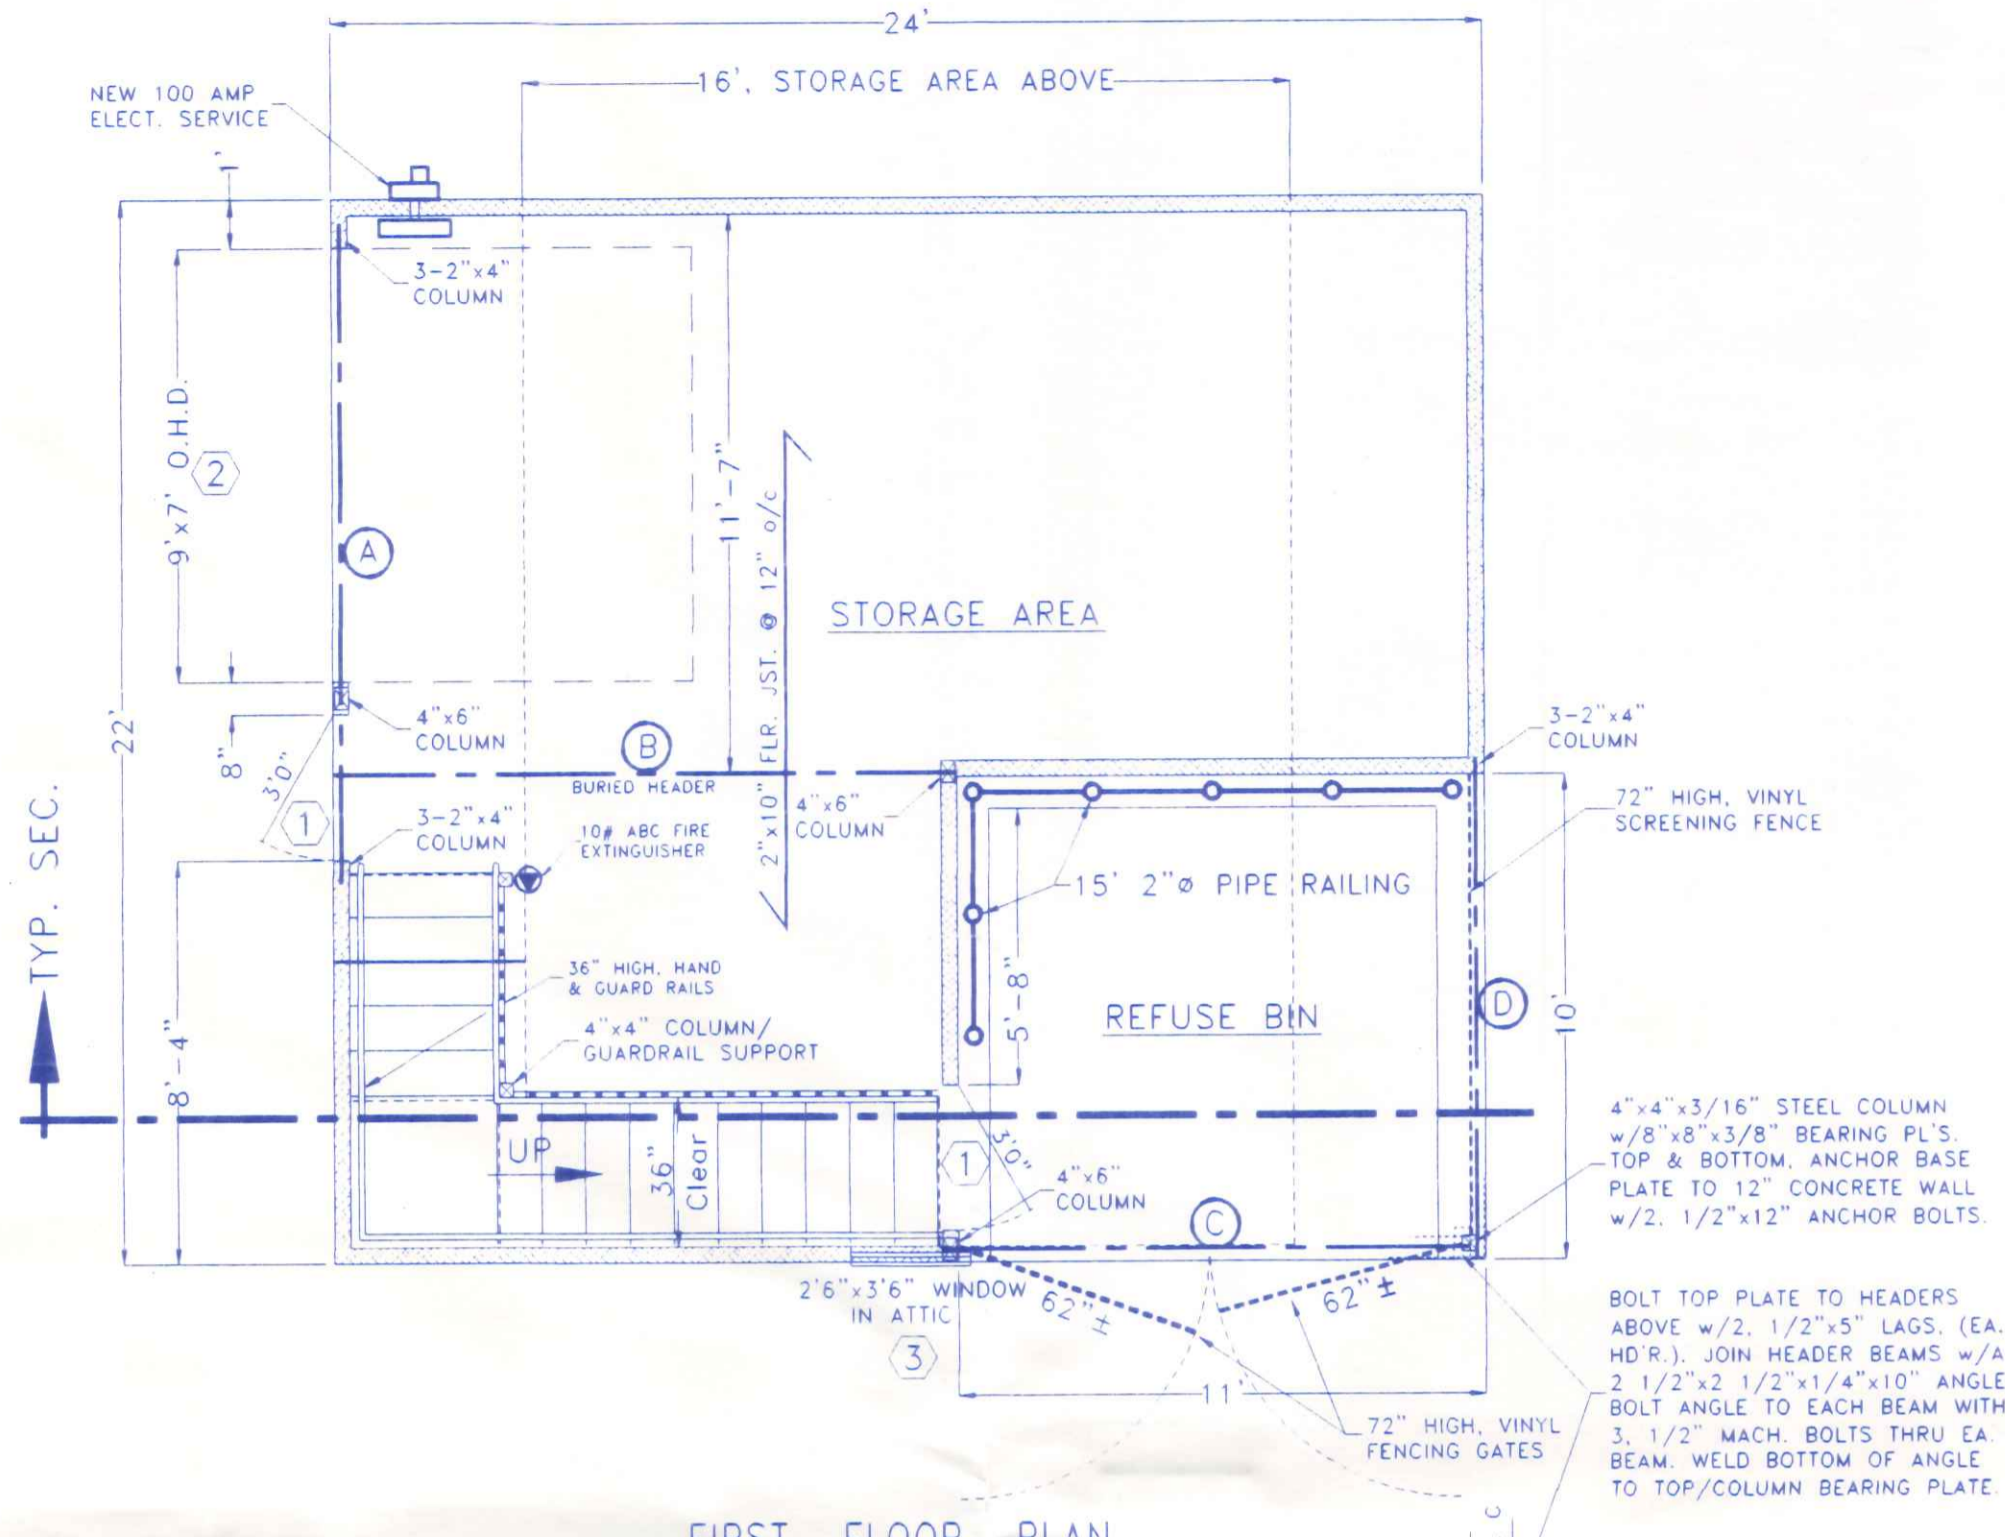 24'
16', STORAGE AREA ABOVE
NEW 100 AMP
ELECT. SERVICE
1'
3-2"x4"
COLUMN
9'x7' O.H.D.
2
A
11'-7"
2"x10" FLR. JST. @ 12" o/c
STORAGE AREA
22'
4"x6"
COLUMN
8"
3'0"
1
B
BURIED HEADER
3-2"x4"
COLUMN
10# ABC FIRE
EXTINGUISHER
4"x6"
COLUMN
3-2"x4"
COLUMN
72" HIGH, VINYL
SCREENING FENCE
15' 2"ø PIPE RAILING
TYP. SEC.
8'-4"
36" HIGH, HAND
& GUARD RAILS
4"x4" COLUMN/
GUARDRAIL SUPPORT
5'-8"
REFUSE BIN
D
10'
UP
36"
Clear
1
3'0"
4"x6"
COLUMN
C
4"x4"x3/16" STEEL COLUMN
w/8"x8"x3/8" BEARING PL'S.
TOP & BOTTOM, ANCHOR BASE
PLATE TO 12" CONCRETE WALL
w/2, 1/2"x12" ANCHOR BOLTS.
2'6"x3'6" WINDOW
IN ATTIC
3
62" ±
62" ±
11'
72" HIGH, VINYL
FENCING GATES
BOLT TOP PLATE TO HEADERS
ABOVE w/2, 1/2"x5" LAGS, (EA.
HD'R.). JOIN HEADER BEAMS w/A
2 1/2"x2 1/2"x1/4"x10" ANGLE
BOLT ANGLE TO EACH BEAM WITH
3, 1/2" MACH. BOLTS THRU EA.
BEAM. WELD BOTTOM OF ANGLE
TO TOP/COLUMN BEARING PLATE.
FIRST FLOOR PLAN